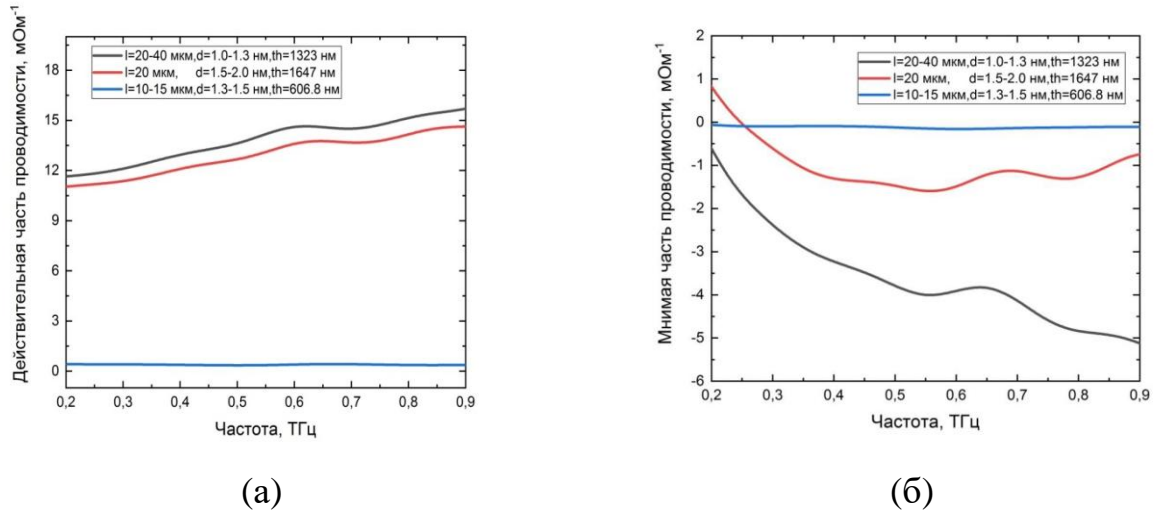 Действительная часть проводимости, мОм⁻¹
l=20-40 мкм,d=1.0-1.3 нм,th=1323 нм
l=20 мкм, d=1.5-2.0 нм,th=1647 нм
l=10-15 мкм,d=1.3-1.5 нм,th=606.8 нм
18
15
12
9
6
3
0
0,2 0,3 0,4 0,5 0,6 0,7 0,8 0,9
Частота, ТГц
(а)
Мнимая часть проводимости, мОм⁻¹
l=20-40 мкм,d=1.0-1.3 нм,th=1323 нм
l=20 мкм, d=1.5-2.0 нм,th=1647 нм
l=10-15 мкм,d=1.3-1.5 нм,th=606.8 нм
2
1
0
-1
-2
-3
-4
-5
-6
0,2 0,3 0,4 0,5 0,6 0,7 0,8 0,9
Частота, ТГц
(б)